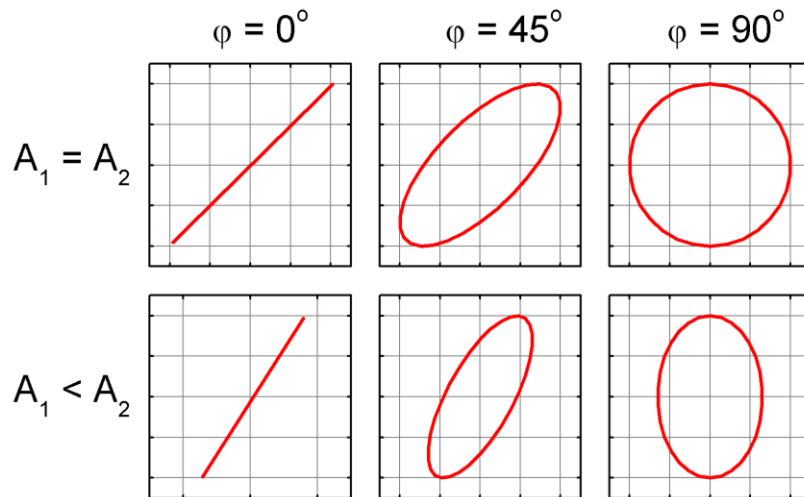 φ = 0° φ = 45° φ = 90°
A₁ = A₂
A₁ < A₂